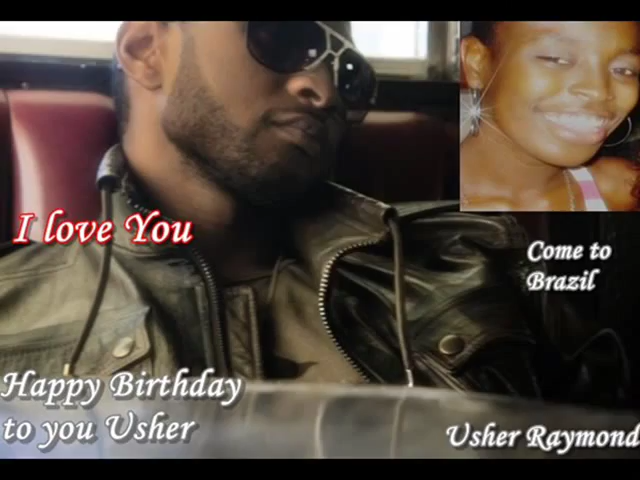 I love You
Come to
Brazil
Happy Birthday
to you Usher
Usher Raymond